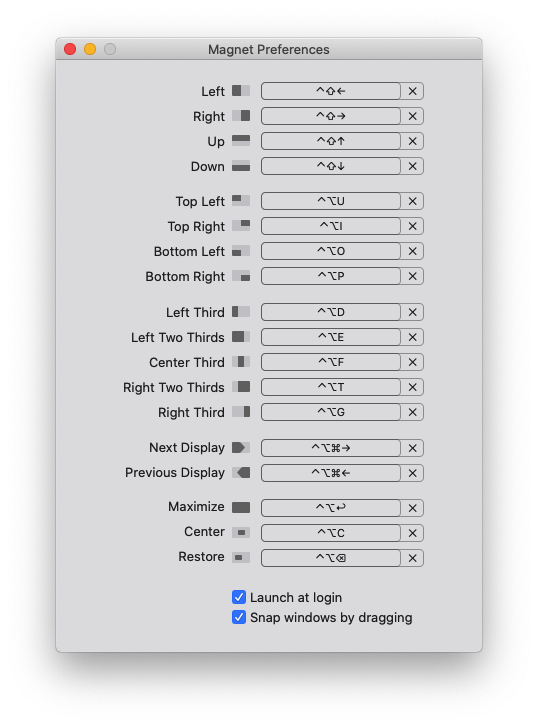 Magnet Preferences
Left ⌃⇧← ×
Right ⌃⇧→ ×
Up ⌃⇧↑ ×
Down ⌃⇧↓ ×
Top Left ⌃⌥U ×
Top Right ⌃⌥I ×
Bottom Left ⌃⌥O ×
Bottom Right ⌃⌥P ×
Left Third ⌃⌥D ×
Left Two Thirds ⌃⌥E ×
Center Third ⌃⌥F ×
Right Two Thirds ⌃⌥T ×
Right Third ⌃⌥G ×
Next Display ⌃⌥⌘→ ×
Previous Display ⌃⌥⌘← ×
Maximize ⌃⌥↩ ×
Center ⌃⌥C ×
Restore ⌃⌥⌫ ×
Launch at login
Snap windows by dragging